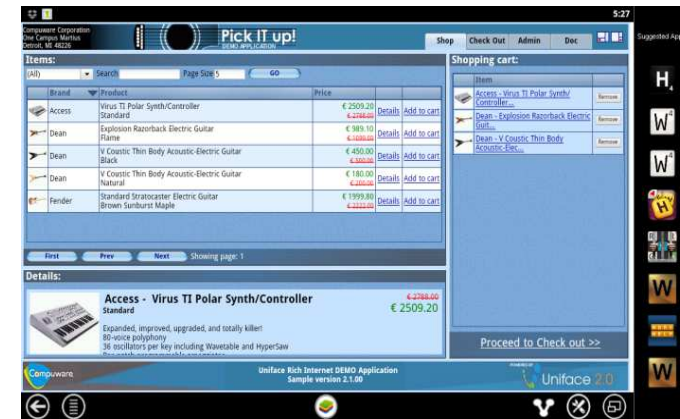 5:27
Compuware Corporation
One Campus Martius
Detroit, MI 48226
Pick IT up!
DEMO APPLICATION
Shop Check Out Admin Doc
Suggested App
Items:
(All) Search Page Size 5 GO
Brand Product Price
Access Virus TI Polar Synth/Controller € 2509.20 Details Add to cart
Standard € 2788.00
Dean Explosion Razorback Electric Guitar € 989.10 Details Add to cart
Flame
Dean V Coustic Thin Body Acoustic-Electric Guitar € 450.00 Details Add to cart
Black € 500.00
Dean V Coustic Thin Body Acoustic-Electric Guitar € 180.00 Details Add to cart
Natural € 200.00
Fender Standard Stratocaster Electric Guitar € 1999.80 Details Add to cart
Brown Sunburst Maple € 2222.00
First Prev Next Showing page: 1
Shopping cart:
Item
Access - Virus TI Polar Synth/
Controller... Remove
Dean - Explosion Razorback Electric
Guit... Remove
Dean - V Coustic Thin Body
Acoustic-Elec... Remove
Proceed to Check out >>
Details:
Access - Virus TI Polar Synth/Controller € 2788.00
Standard € 2509.20
Expanded, improved, upgraded, and totally killer!
80-voice polyphony
36 oscillators per key including Wavetable and HyperSaw
Compuware
Uniface Rich Internet DEMO Application
Sample version 2.1.00
Uniface 2.0
H4
W
W
H
W
W